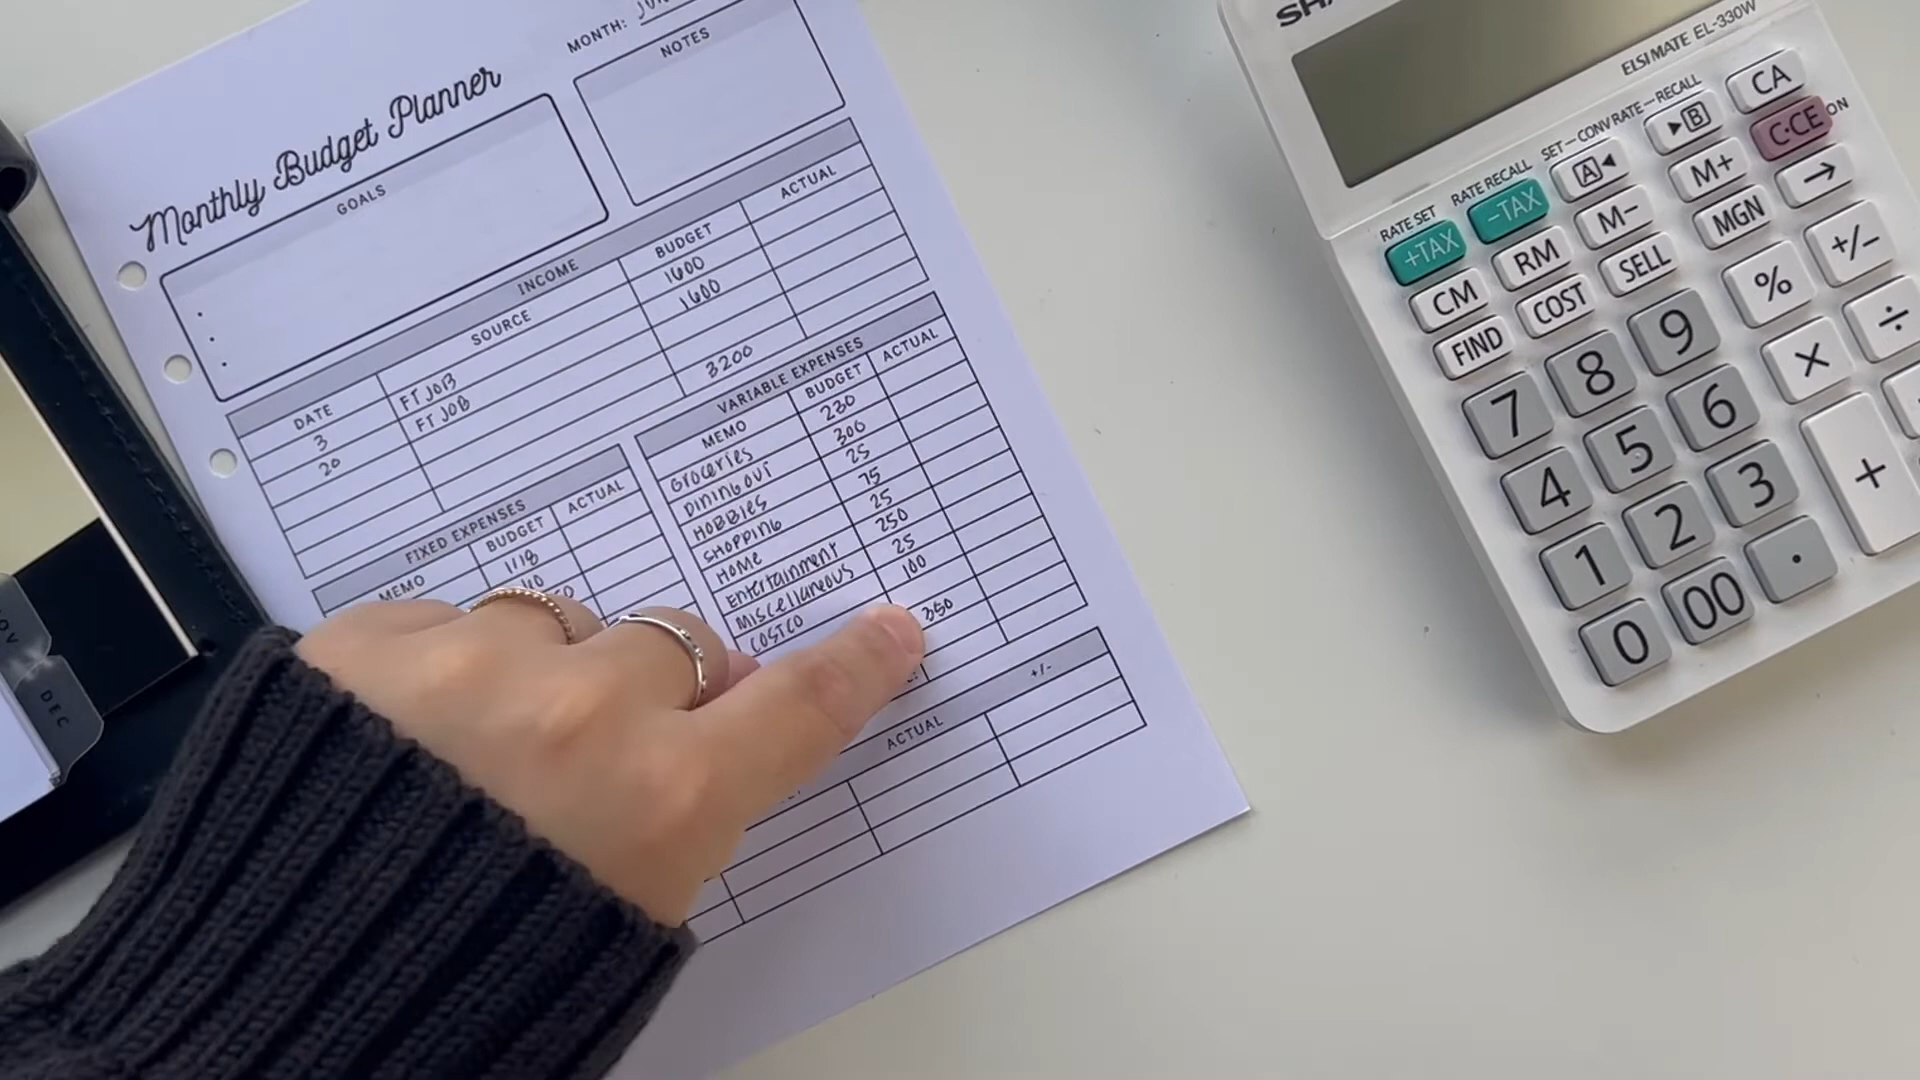 MONTH:
Monthly Budget Planner
GOALS
NOTES
INCOME
DATE SOURCE BUDGET ACTUAL
3 FT JOB 1600
20 FT JOB 1600
3200
FIXED EXPENSES
MEMO BUDGET ACTUAL
1118
VARIABLE EXPENSES
MEMO BUDGET ACTUAL
Groceries 230
DINING OUT 300
HOBBIES 25
SHOPPING 75
HOME 25
Entertainment 250
Miscellaneous 25
COSTCO 100
350
ACTUAL +/-
NOV
DEC
ELSI MATE EL-330W
RATE SET RATE RECALL SET—CONV RATE—RECALL
+TAX -TAX A◀ ▶B CA
CM RM M- M+ C·CE ON
FIND COST SELL MGN →
7 8 9 % +/-
4 5 6 × ÷
1 2 3 +
0 00 ·